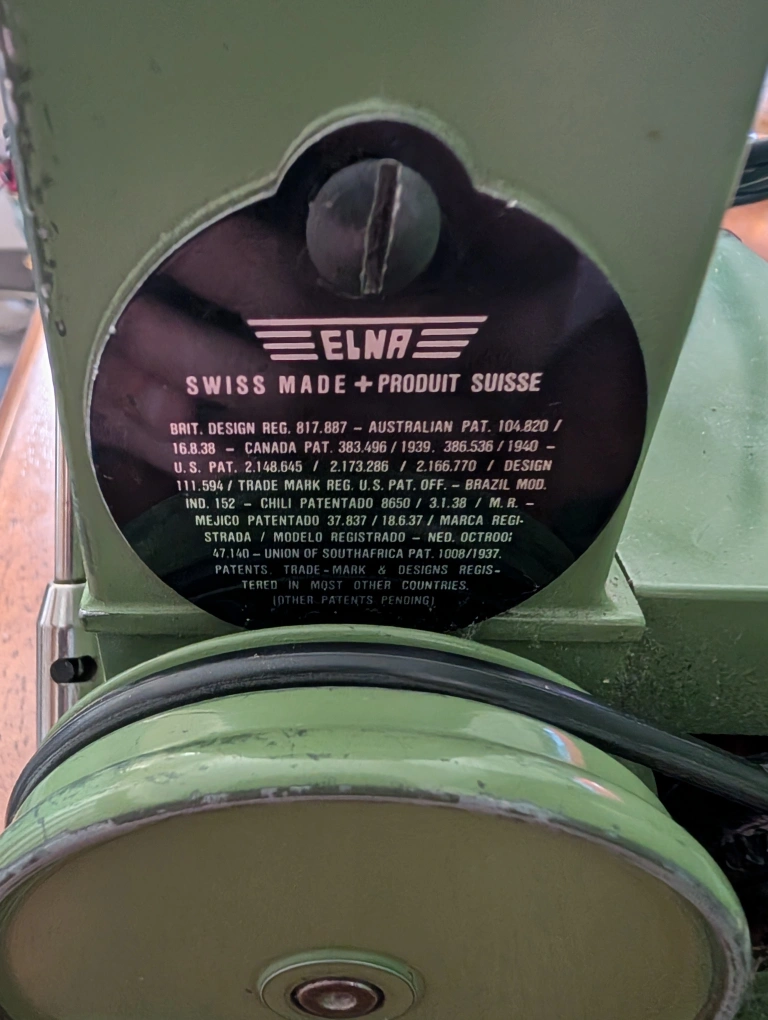 ELNA
SWISS MADE + PRODUIT SUISSE
BRIT. DESIGN REG. 817.887 – AUSTRALIAN PAT. 104.820 /
16.8.38 – CANADA PAT. 383.496 / 1939. 386.536 / 1940 –
U.S. PAT. 2.148.645 / 2.173.286 / 2.166.770 / DESIGN
111.594 / TRADE MARK REG. U.S. PAT. OFF. – BRAZIL MOD.
IND. 152 – CHILI PATENTADO 8650 / 3.1.38 / M. R. –
MEJICO PATENTADO 37.837 / 18.6.37 / MARCA REGI-
STRADA / MODELO REGISTRADO – NED. OCTROOI
47.140 – UNION OF SOUTHAFRICA PAT. 1008/1937.
PATENTS. TRADE-MARK & DESIGNS REGIS-
TERED IN MOST OTHER COUNTRIES.
(OTHER PATENTS PENDING)